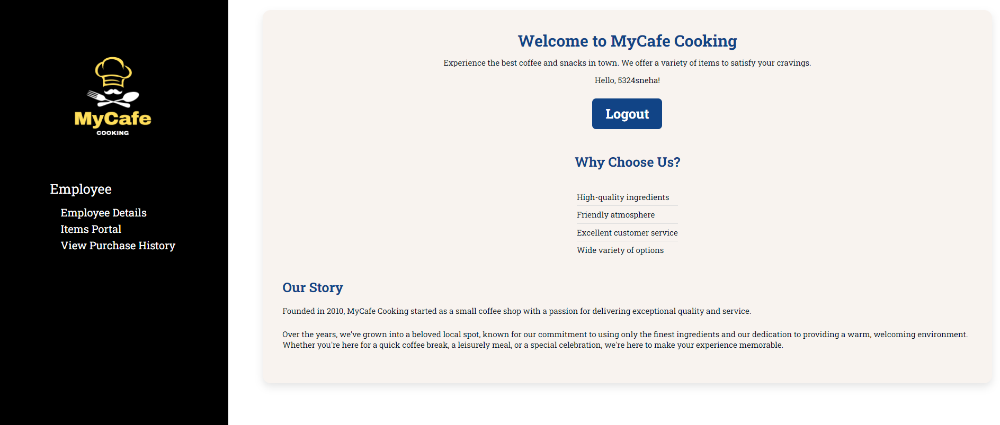 MyCafe
COOKING
Employee
Employee Details
Items Portal
View Purchase History
Welcome to MyCafe Cooking
Experience the best coffee and snacks in town. We offer a variety of items to satisfy your cravings.
Hello, 5324sneha!
Logout
Why Choose Us?
High-quality ingredients
Friendly atmosphere
Excellent customer service
Wide variety of options
Our Story
Founded in 2010, MyCafe Cooking started as a small coffee shop with a passion for delivering exceptional quality and service.
Over the years, we've grown into a beloved local spot, known for our commitment to using only the finest ingredients and our dedication to providing a warm, welcoming environment.
Whether you're here for a quick coffee break, a leisurely meal, or a special celebration, we're here to make your experience memorable.